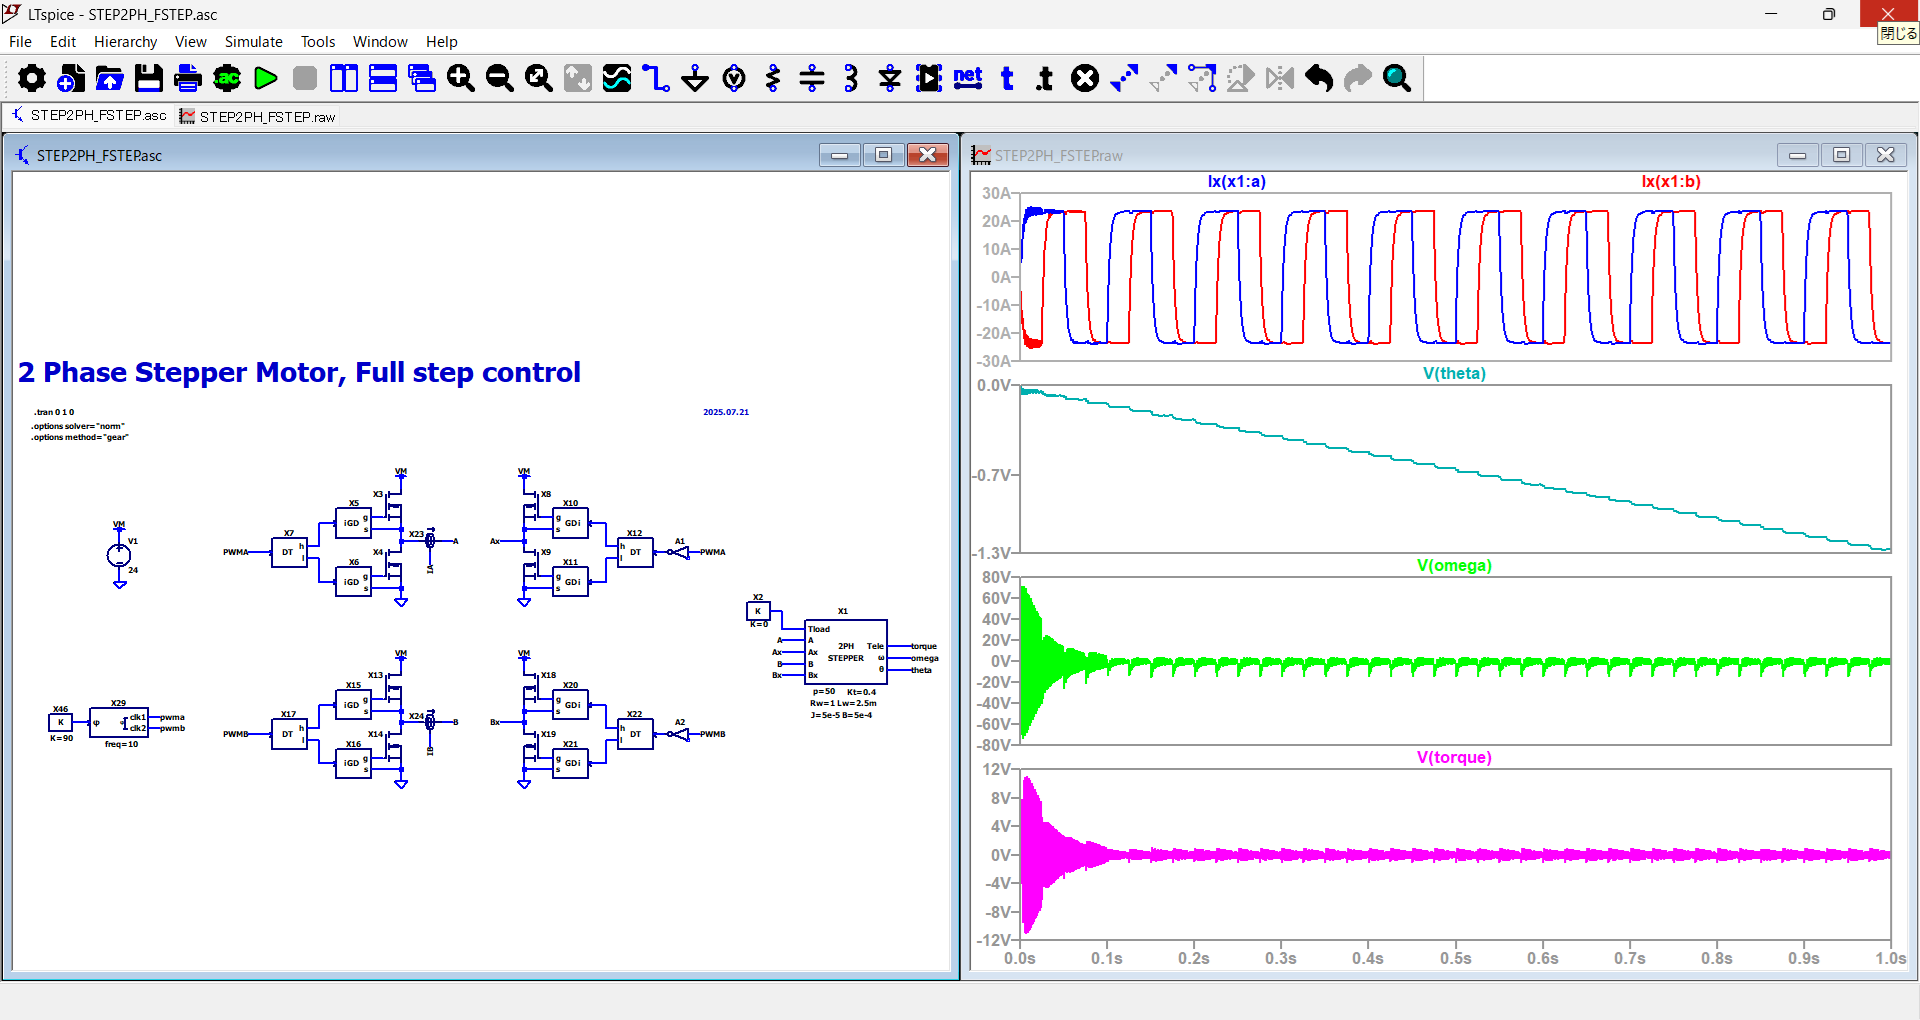 LTspice - STEP2PH_FSTEP.asc
閉じる
File Edit Hierarchy View Simulate Tools Window Help
.ac net t .t
STEP2PH_FSTEP.asc STEP2PH_FSTEP.raw
STEP2PH_FSTEP.asc
2 Phase Stepper Motor, Full step control
.tran 0 1 0
.options solver="norm"
.options method="gear"
2025.07.21
VM
V1
24
PWMA
X7
DT
h
l
X5
iGD
g
s
X6
iGD
g
s
VM
X3
X4
X23
IA
A
VM
X8
X9
Ax
X10
GDi
g
s
X11
GDi
g
s
X12
DT
h
l
A1
PWMA
X46
K
K=90
X29
φ
clk1
clk2
freq=10
pwma
pwmb
PWMB
X17
DT
h
l
X15
iGD
g
s
X16
iGD
g
s
VM
X13
X14
X24
IB
B
VM
X18
X19
Bx
X20
GDi
g
s
X21
GDi
g
s
X22
DT
h
l
A2
PWMB
X2
K
K=0
X1
Tload
A A
Ax Ax
B B
Bx Bx
2PH
STEPPER
Tele torque
ω omega
θ theta
p=50 Kt=0.4
Rw=1 Lw=2.5m
J=5e-5 B=5e-4
STEP2PH_FSTEP.raw
Ix(x1:a) Ix(x1:b)
30A
20A
10A
0A
-10A
-20A
-30A
V(theta)
0.0V
-0.7V
-1.3V
V(omega)
80V
60V
40V
20V
0V
-20V
-40V
-60V
-80V
V(torque)
12V
8V
4V
0V
-4V
-8V
-12V
0.0s 0.1s 0.2s 0.3s 0.4s 0.5s 0.6s 0.7s 0.8s 0.9s 1.0s